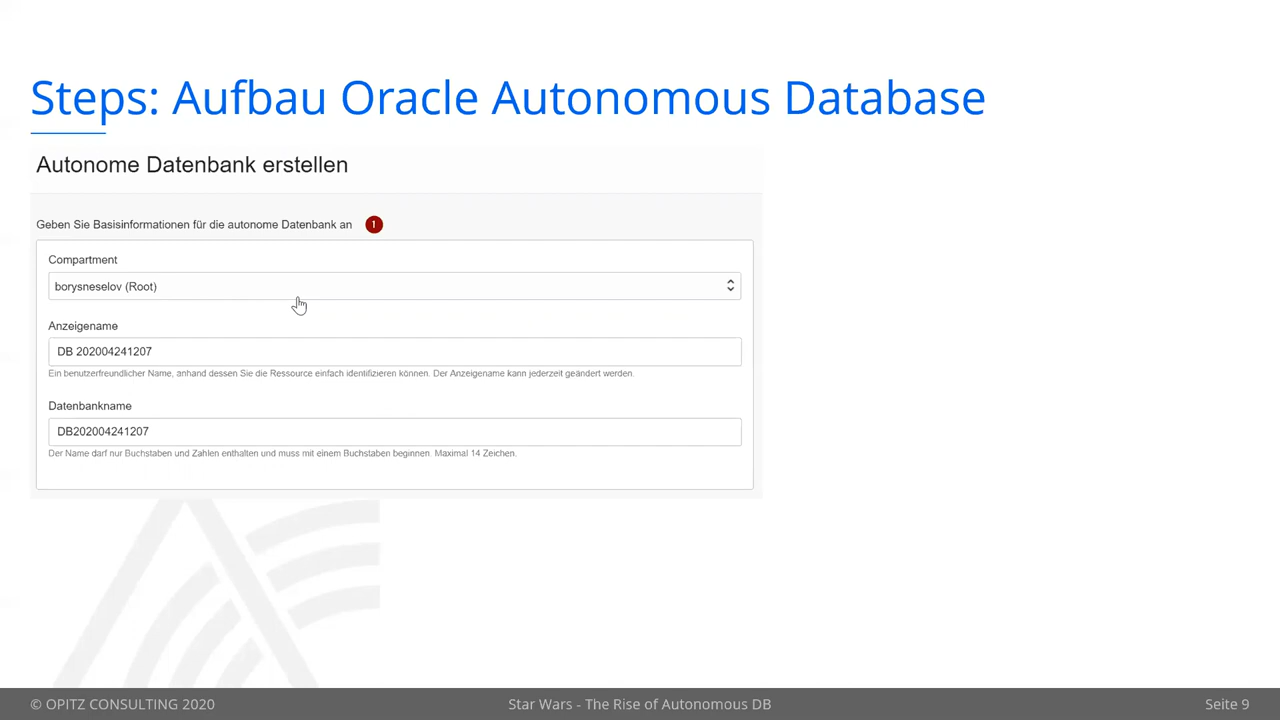 Steps: Aufbau Oracle Autonomous Database
Autonome Datenbank erstellen
Geben Sie Basisinformationen für die autonome Datenbank an 1
Compartment
borysneselov (Root)
Anzeigename
DB 202004241207
Ein benutzerfreundlicher Name, anhand dessen Sie die Ressource einfach identifizieren können. Der Anzeigename kann jederzeit geändert werden.
Datenbankname
DB202004241207
Der Name darf nur Buchstaben und Zahlen enthalten und muss mit einem Buchstaben beginnen. Maximal 14 Zeichen.
© OPITZ CONSULTING 2020 Star Wars - The Rise of Autonomous DB Seite 9